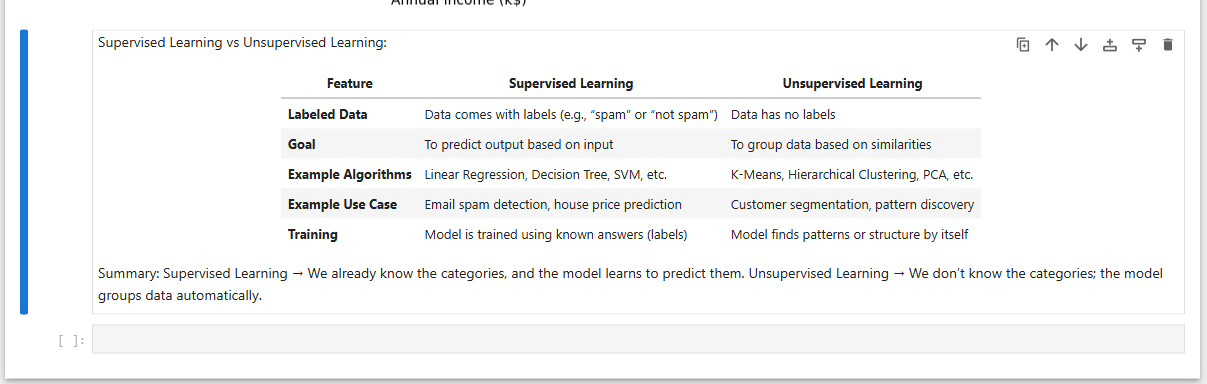 Annual Income (k$)
Supervised Learning vs Unsupervised Learning:
Feature Supervised Learning Unsupervised Learning
Labeled Data Data comes with labels (e.g., “spam” or “not spam”) Data has no labels
Goal To predict output based on input To group data based on similarities
Example Algorithms Linear Regression, Decision Tree, SVM, etc. K-Means, Hierarchical Clustering, PCA, etc.
Example Use Case Email spam detection, house price prediction Customer segmentation, pattern discovery
Training Model is trained using known answers (labels) Model finds patterns or structure by itself
Summary: Supervised Learning → We already know the categories, and the model learns to predict them. Unsupervised Learning → We don’t know the categories; the model
groups data automatically.
[ ]: